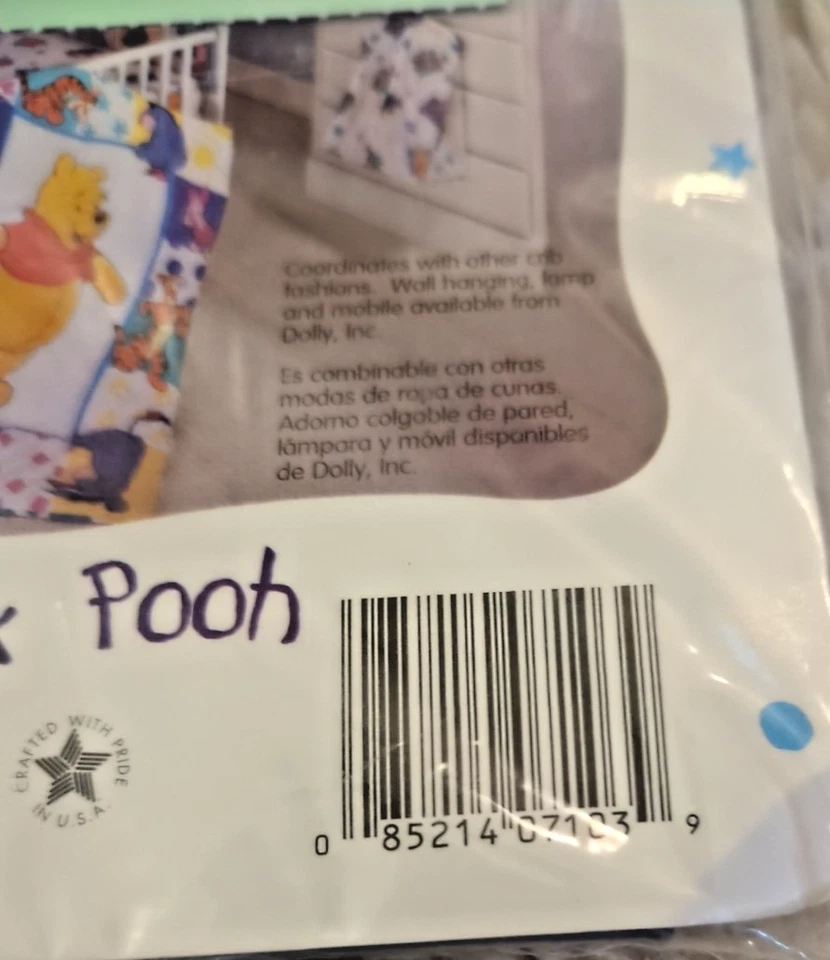 Coordinates with other crib
fashions. Wall hanging, lamp
and mobile available from
Dolly, Inc.
Es combinable con otras
modas de ropa de cunas.
Adorno colgable de pared,
lámpara y móvil disponibles
de Dolly, Inc.
Pooh
CRAFTED WITH PRIDE
IN U.S.A.
0 85214 07103 9